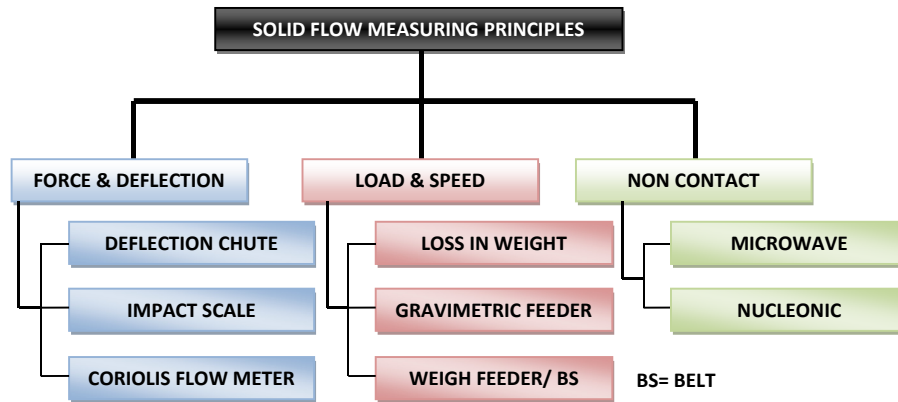 SOLID FLOW MEASURING PRINCIPLES
FORCE & DEFLECTION
DEFLECTION CHUTE
IMPACT SCALE
CORIOLIS FLOW METER
LOAD & SPEED
LOSS IN WEIGHT
GRAVIMETRIC FEEDER
WEIGH FEEDER/ BS
NON CONTACT
MICROWAVE
NUCLEONIC
BS= BELT